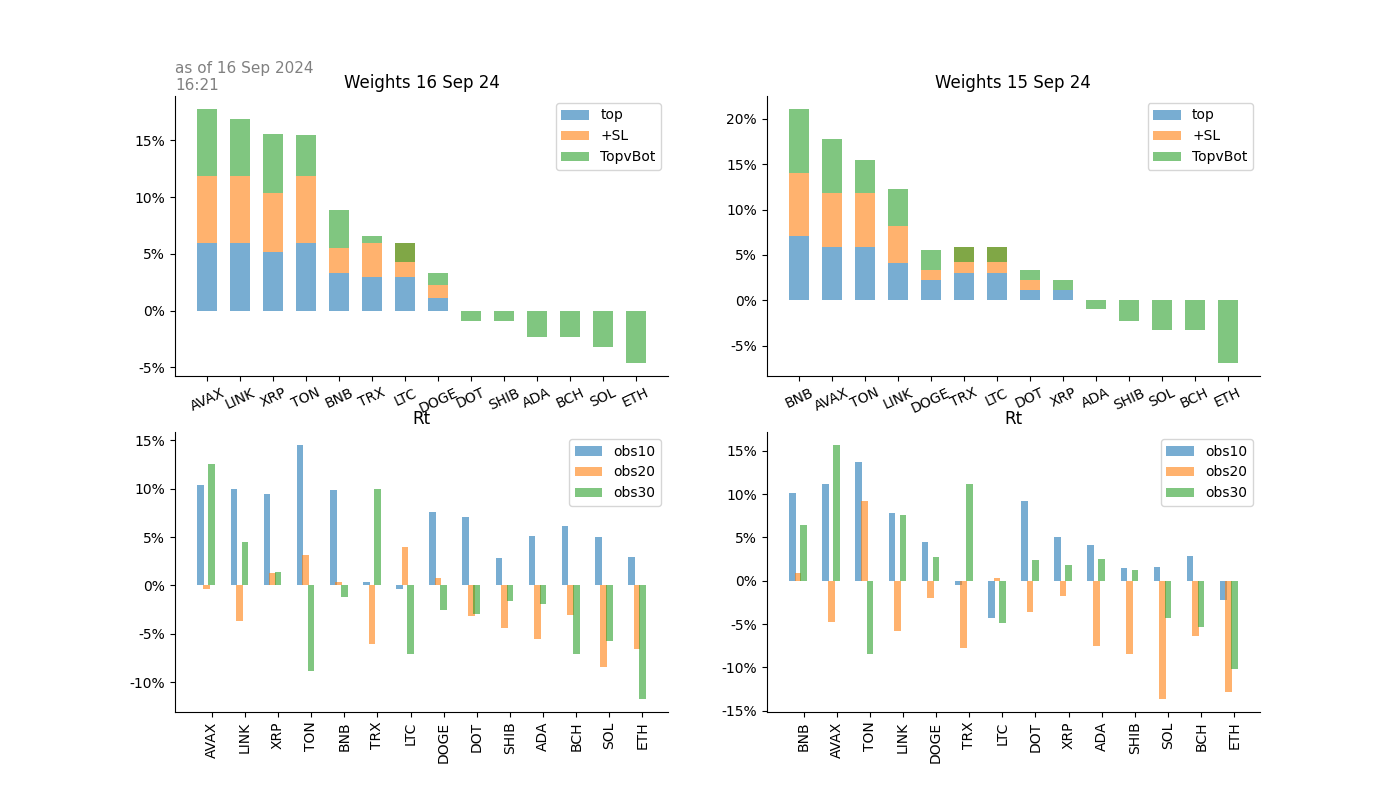 as of 16 Sep 2024
16:21
Weights 16 Sep 24
top
+SL
TopvBot
15%
10%
5%
0%
-5%
AVAX LINK XRP TON BNB TRX LTC DOGE DOT SHIB ADA BCH SOL ETH
Weights 15 Sep 24
top
+SL
TopvBot
20%
15%
10%
5%
0%
-5%
BNB AVAX TON LINK DOGE TRX LTC DOT XRP ADA SHIB SOL BCH ETH
Rt
obs10
obs20
obs30
15%
10%
5%
0%
-5%
-10%
AVAX LINK XRP TON BNB TRX LTC DOGE DOT SHIB ADA BCH SOL ETH
Rt
obs10
obs20
obs30
15%
10%
5%
0%
-5%
-10%
-15%
BNB AVAX TON LINK DOGE TRX LTC DOT XRP ADA SHIB SOL BCH ETH